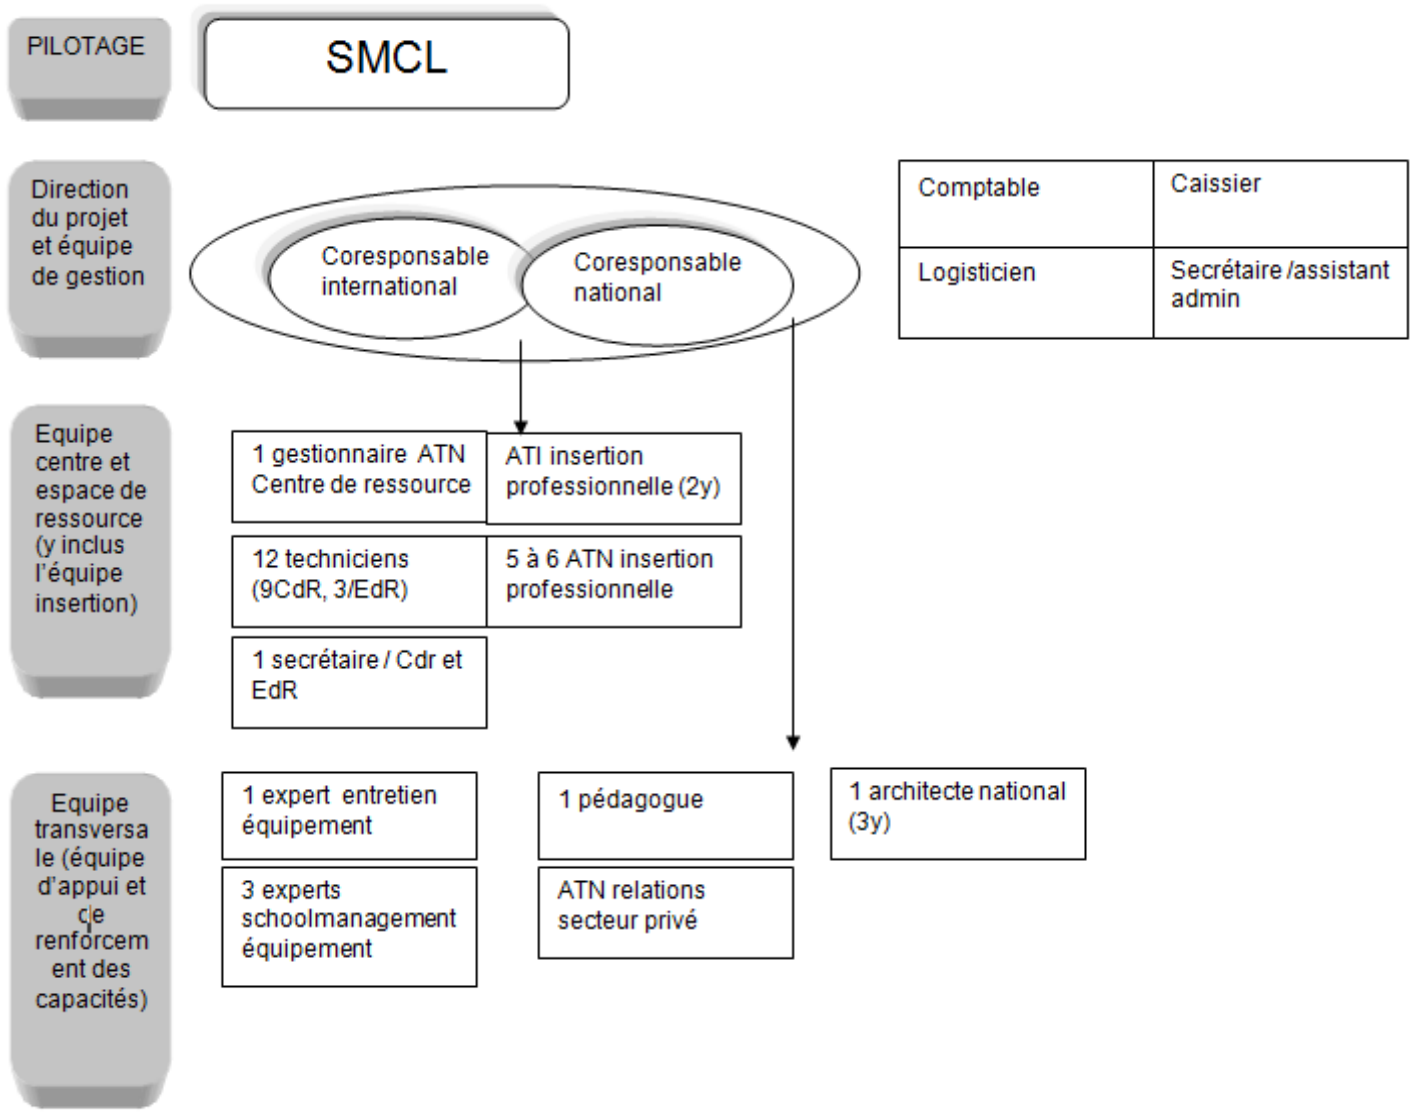 PILOTAGE
SMCL
Direction
du projet
et équipe
de gestion
Coresponsable
international
Coresponsable
national
Comptable
Caissier
Logisticien
Secrétaire /assistant
admin
Equipe
centre et
espace de
ressource
(y inclus
l’équipe
insertion)
1 gestionnaire ATN
Centre de ressource
ATI insertion
professionnelle (2y)
12 techniciens
(9CdR, 3/EdR)
5 à 6 ATN insertion
professionnelle
1 secrétaire / Cdr et
EdR
Equipe
transversa
le (équipe
d’appui et
de
renforcem
ent des
capacités)
1 expert entretien
équipement
1 pédagogue
1 architecte national
(3y)
3 experts
schoolmanagement
équipement
ATN relations
secteur privé